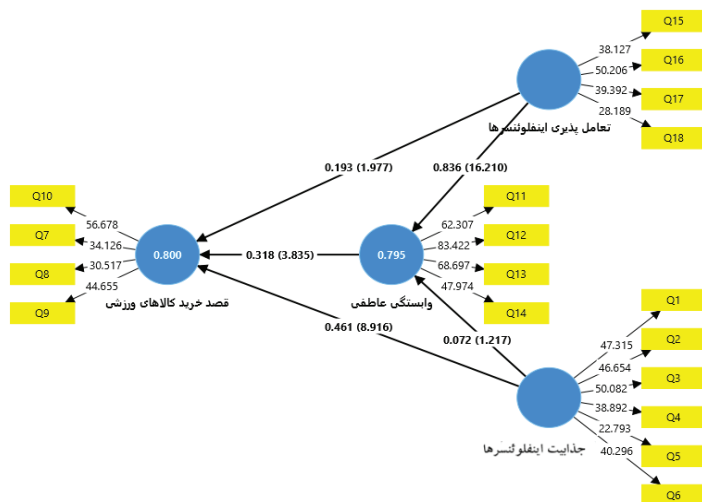 Q15
38.127
Q16
50.206
39.392
Q17
28.189
Q18
تعامل پذیری اینفلوئنسرها
0.193 (1.977)
0.836 (16.210)
Q10
56.678
Q7
34.126
Q8
30.517
44.655
Q9
0.800
قصد خرید کالاهای ورزشی
0.318 (3.835)
0.795
وابستگی عاطفی
Q11
62.307
Q12
83.422
68.697
Q13
47.974
Q14
0.461 (8.916)
0.072 (1.217)
Q1
47.315
Q2
46.654
Q3
50.082
38.892
Q4
22.793
Q5
40.296
Q6
جذابیت اینفلوئنسرها